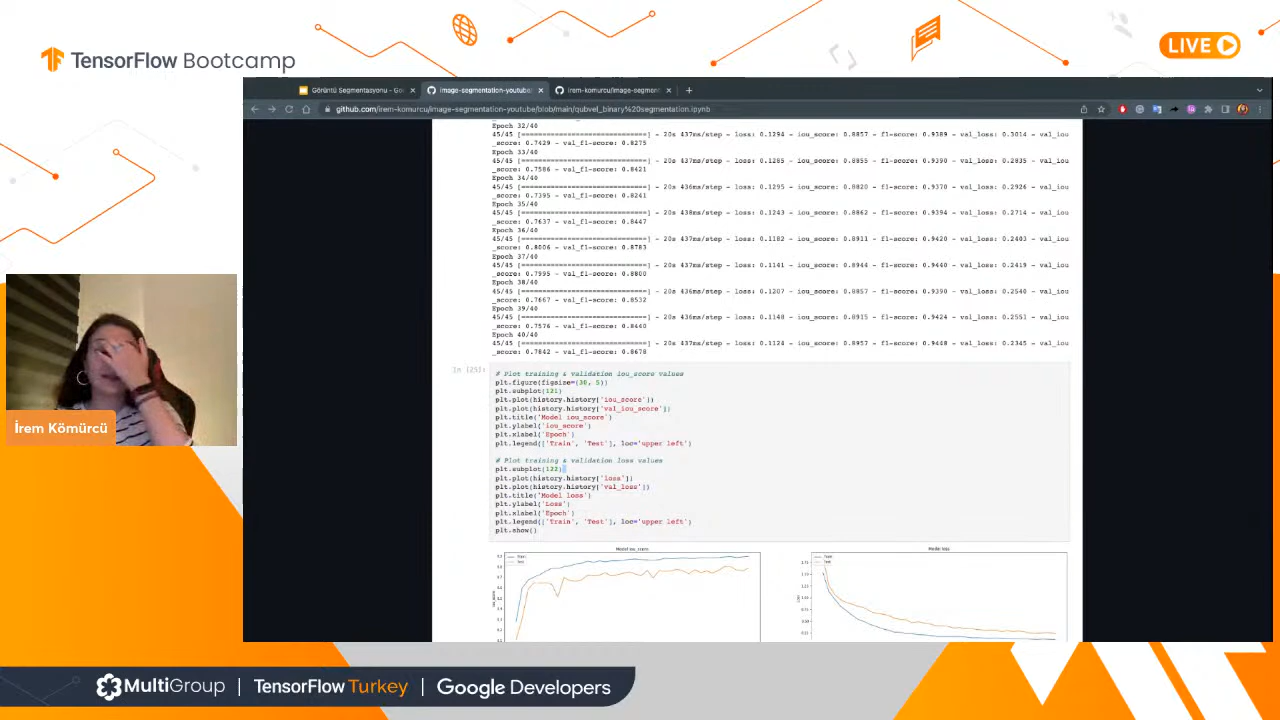 TensorFlow Bootcamp
LIVE
Görüntü Segmentasyonu - Go
image-segmentation-youtube/
irem-komurcu/image-segment
github.com/irem-komurcu/image-segmentation-youtube/blob/main/qubvel_binary%20segmentation.ipynb
Epoch 32/40
45/45 [==============================] - 20s 437ms/step - loss: 0.1294 - iou_score: 0.8857 - f1-score: 0.9389 - val_loss: 0.3014 - val_iou
_score: 0.7429 - val_f1-score: 0.8275
Epoch 33/40
45/45 [==============================] - 20s 437ms/step - loss: 0.1285 - iou_score: 0.8855 - f1-score: 0.9390 - val_loss: 0.2835 - val_iou
_score: 0.7586 - val_f1-score: 0.8421
Epoch 34/40
45/45 [==============================] - 20s 436ms/step - loss: 0.1295 - iou_score: 0.8820 - f1-score: 0.9370 - val_loss: 0.2926 - val_iou
_score: 0.7395 - val_f1-score: 0.8241
Epoch 35/40
45/45 [==============================] - 20s 438ms/step - loss: 0.1243 - iou_score: 0.8862 - f1-score: 0.9394 - val_loss: 0.2714 - val_iou
_score: 0.7637 - val_f1-score: 0.8447
Epoch 36/40
45/45 [==============================] - 20s 437ms/step - loss: 0.1182 - iou_score: 0.8911 - f1-score: 0.9420 - val_loss: 0.2403 - val_iou
_score: 0.8006 - val_f1-score: 0.8783
Epoch 37/40
45/45 [==============================] - 20s 437ms/step - loss: 0.1141 - iou_score: 0.8944 - f1-score: 0.9440 - val_loss: 0.2419 - val_iou
_score: 0.7995 - val_f1-score: 0.8800
Epoch 38/40
45/45 [==============================] - 20s 436ms/step - loss: 0.1207 - iou_score: 0.8857 - f1-score: 0.9390 - val_loss: 0.2540 - val_iou
_score: 0.7667 - val_f1-score: 0.8532
Epoch 39/40
45/45 [==============================] - 20s 436ms/step - loss: 0.1148 - iou_score: 0.8915 - f1-score: 0.9424 - val_loss: 0.2551 - val_iou
_score: 0.7576 - val_f1-score: 0.8440
Epoch 40/40
45/45 [==============================] - 20s 437ms/step - loss: 0.1124 - iou_score: 0.8957 - f1-score: 0.9448 - val_loss: 0.2345 - val_iou
_score: 0.7842 - val_f1-score: 0.8678
In [25]:
# Plot training & validation iou_score values
plt.figure(figsize=(30, 5))
plt.subplot(121)
plt.plot(history.history['iou_score'])
plt.plot(history.history['val_iou_score'])
plt.title('Model iou_score')
plt.ylabel('iou_score')
plt.xlabel('Epoch')
plt.legend(['Train', 'Test'], loc='upper left')
# Plot training & validation loss values
plt.subplot(122)
plt.plot(history.history['loss'])
plt.plot(history.history['val_loss'])
plt.title('Model loss')
plt.ylabel('Loss')
plt.xlabel('Epoch')
plt.legend(['Train', 'Test'], loc='upper left')
plt.show()
Model iou_score
Model loss
İrem Kömürcü
MultiGroup | TensorFlow Turkey | Google Developers